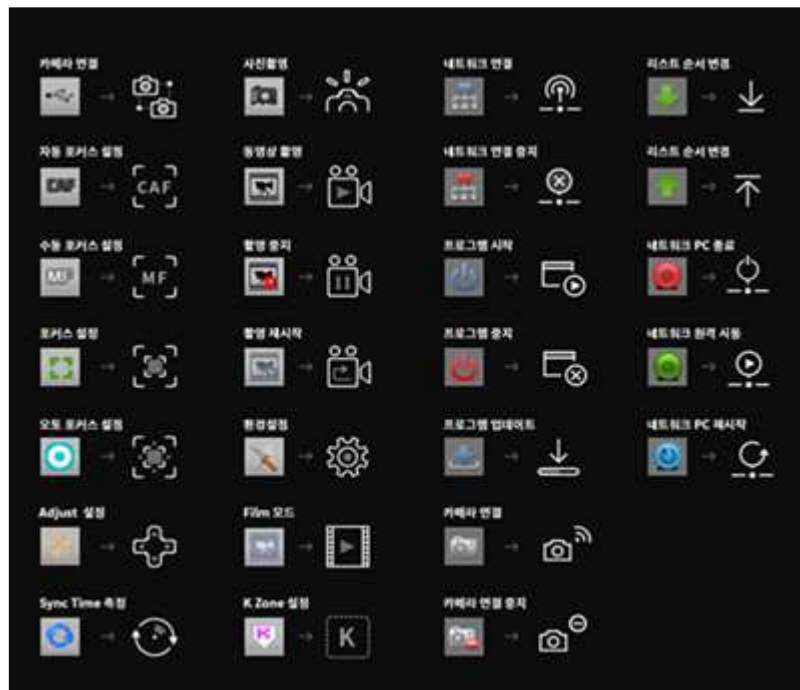 카메라 연결
사진촬영
네트워크 연결
리스트 순서 변경
자동 포커스 설정
CAF
CAF
동영상 촬영
네트워크 연결 중지
리스트 순서 변경
수동 포커스 설정
MF
MF
촬영 중지
프로그램 시작
네트워크 PC 종료
포커스 설정
촬영 재시작
프로그램 중지
네트워크 원격 시동
오토 포커스 설정
환경설정
프로그램 업데이트
네트워크 PC 재시작
Adjust 설정
Film 모드
카메라 연결
Sync Time 측정
K Zone 설정
K
K
카메라 연결 중지